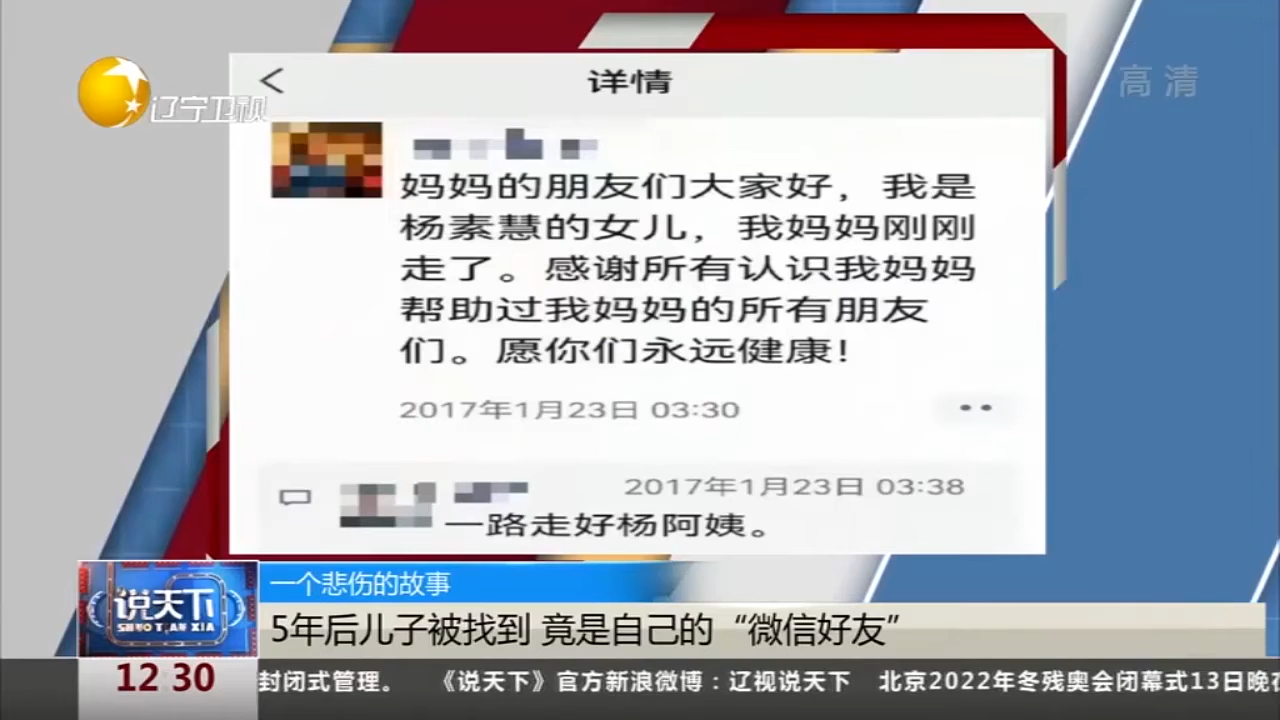 辽宁卫视
高清
详情
妈妈的朋友们大家好，我是
杨素慧的女儿，我妈妈刚刚
走了。感谢所有认识我妈妈
帮助过我妈妈的所有朋友
们。愿你们永远健康！
2017年1月23日 03:30
2017年1月23日 03:38
一路走好杨阿姨。
一个悲伤的故事
说天下
SHUO TIAN XIA
5年后儿子被找到 竟是自己的“微信好友”
12:30
封闭式管理。 《说天下》官方新浪微博：辽视说天下 北京2022年冬残奥会闭幕式13日晚